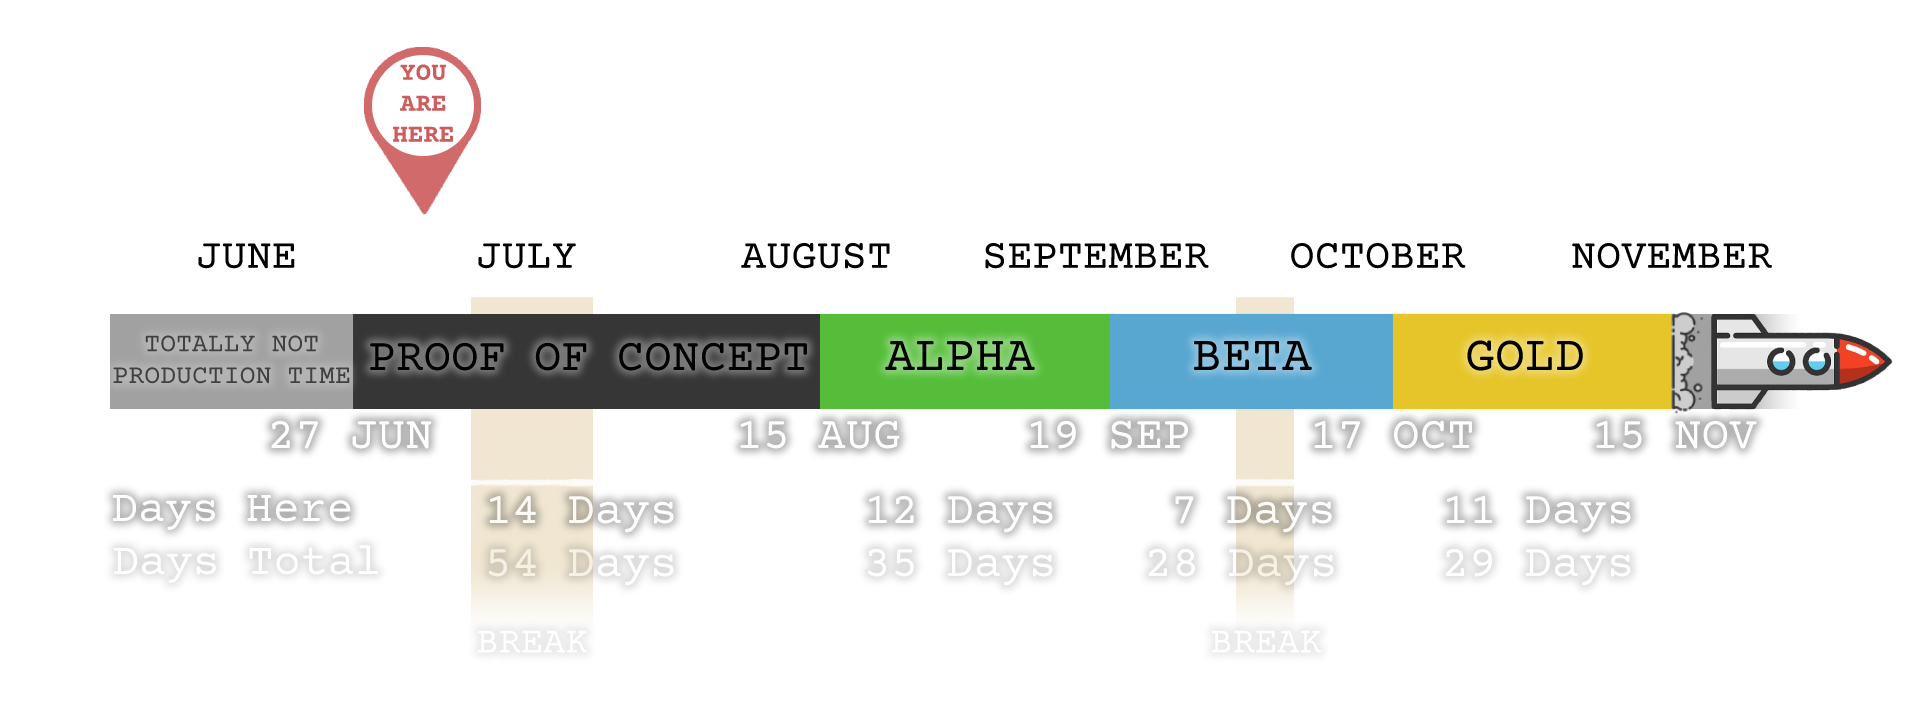 YOU
ARE
HERE
JUNE JULY AUGUST SEPTEMBER OCTOBER NOVEMBER
TOTALLY NOT
PRODUCTION TIME
PROOF OF CONCEPT ALPHA BETA GOLD
27 JUN 15 AUG 19 SEP 17 OCT 15 NOV
Days Here 14 Days 12 Days 7 Days 11 Days
Days Total 54 Days 35 Days 28 Days 29 Days
BREAK BREAK